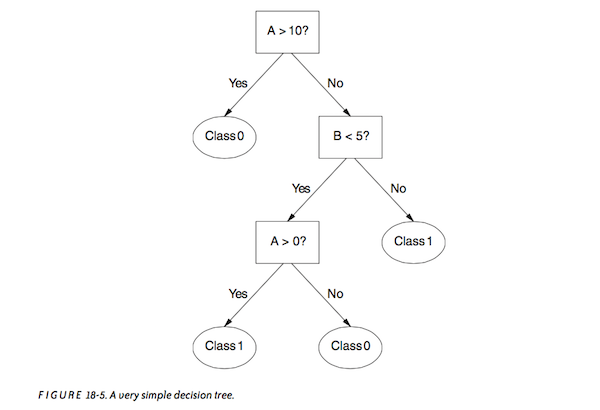 A > 10?
Yes
No
Class 0
B < 5?
Yes
No
A > 0?
Class 1
Yes
No
Class 1
Class 0
FIGURE 18-5. A very simple decision tree.